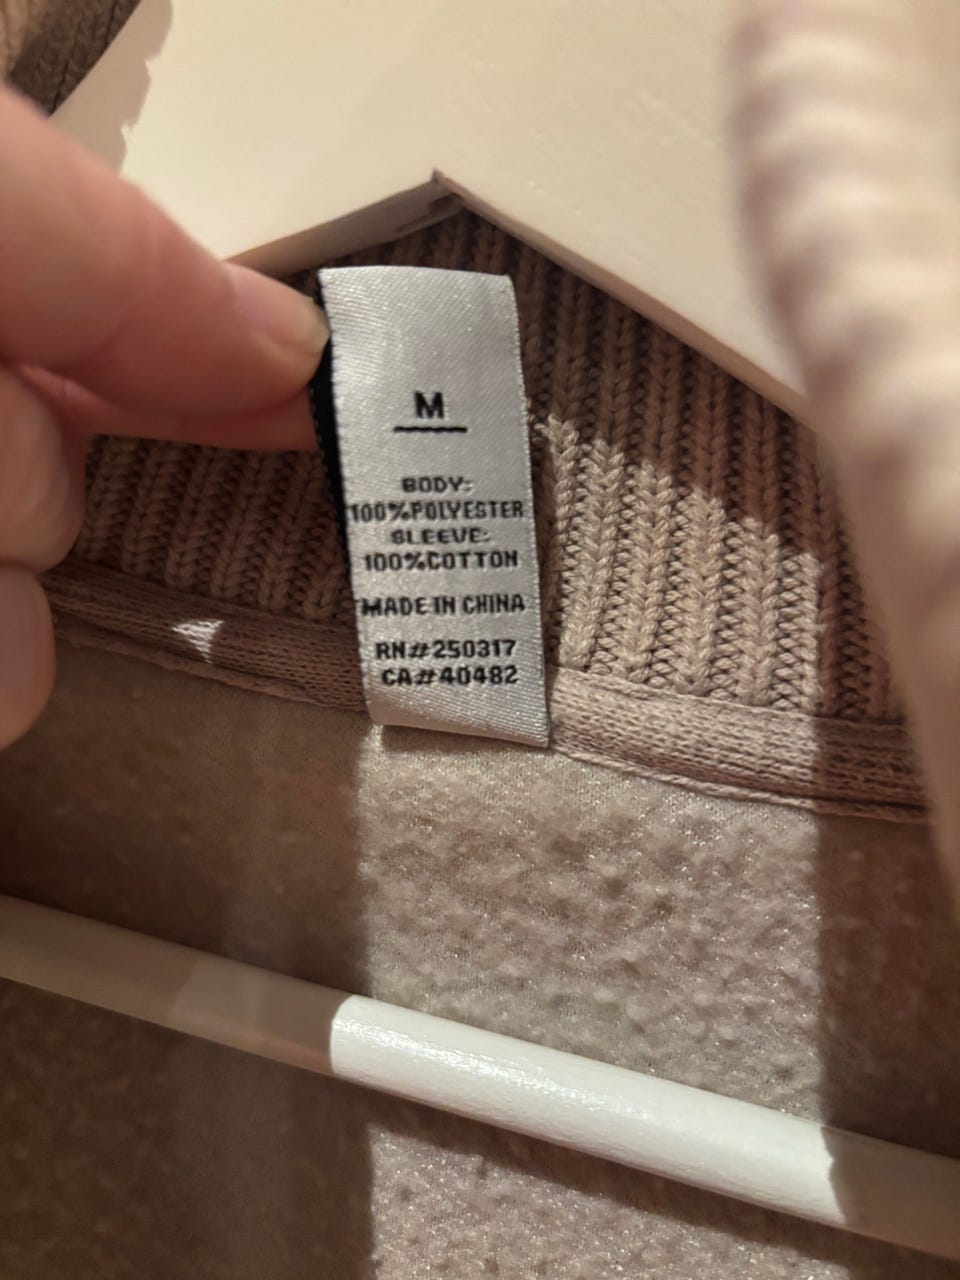 M
BODY:
100%POLYESTER
SLEEVE:
100%COTTON
MADE IN CHINA
RN#250317
CA#40482